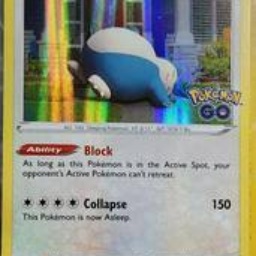 POKÉMON
GO
Ability Block
As long as this Pokémon is in the Active Spot, your
opponent's Active Pokémon can't retreat.
Collapse 150
This Pokémon is now Asleep.